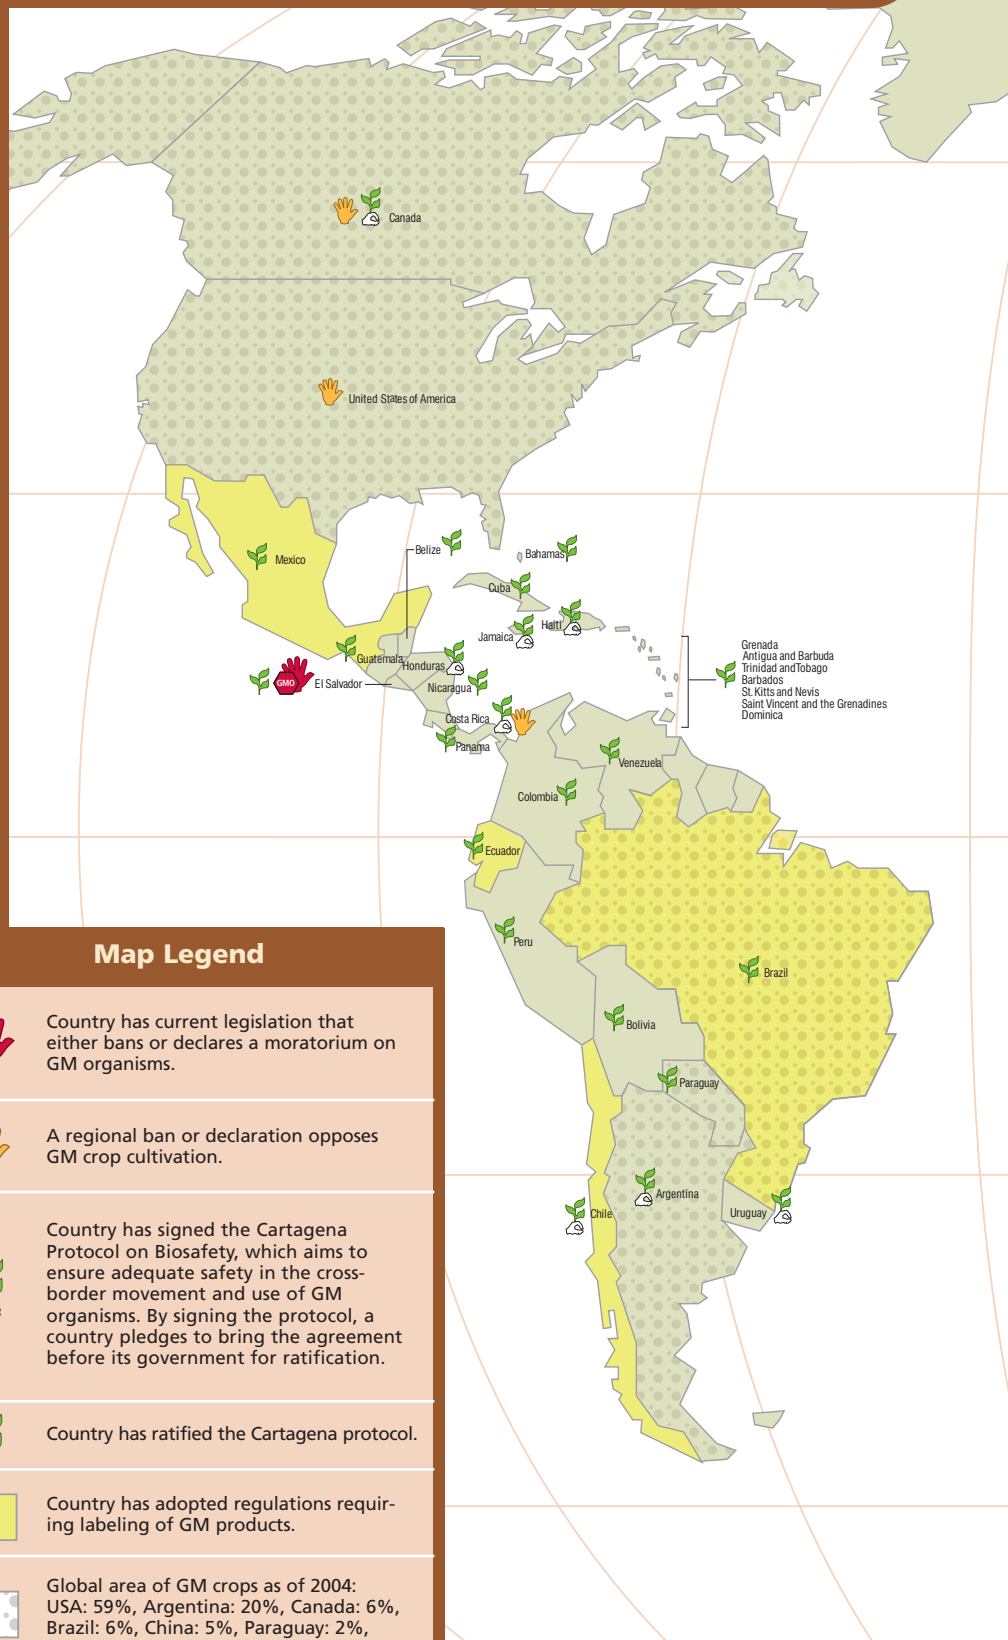 Canada
United States of America
Belize
Bahamas
Mexico
Cuba
Haiti
Jamaica
Guatemala
Honduras
GMO
El Salvador
Nicaragua
Grenada
Antigua and Barbuda
Trinidad and Tobago
Barbados
St. Kitts and Nevis
Saint Vincent and the Grenadines
Dominica
Costa Rica
Panama
Venezuela
Colombia
Ecuador
Peru
Brazil
Bolivia
Paraguay
Argentina
Chile
Uruguay
Map Legend
Country has current legislation that
either bans or declares a moratorium on
GM organisms.
A regional ban or declaration opposes
GM crop cultivation.
Country has signed the Cartagena
Protocol on Biosafety, which aims to
ensure adequate safety in the cross-
border movement and use of GM
organisms. By signing the protocol, a
country pledges to bring the agreement
before its government for ratification.
Country has ratified the Cartagena protocol.
Country has adopted regulations requir-
ing labeling of GM products.
Global area of GM crops as of 2004:
USA: 59%, Argentina: 20%, Canada: 6%,
Brazil: 6%, China: 5%, Paraguay: 2%,